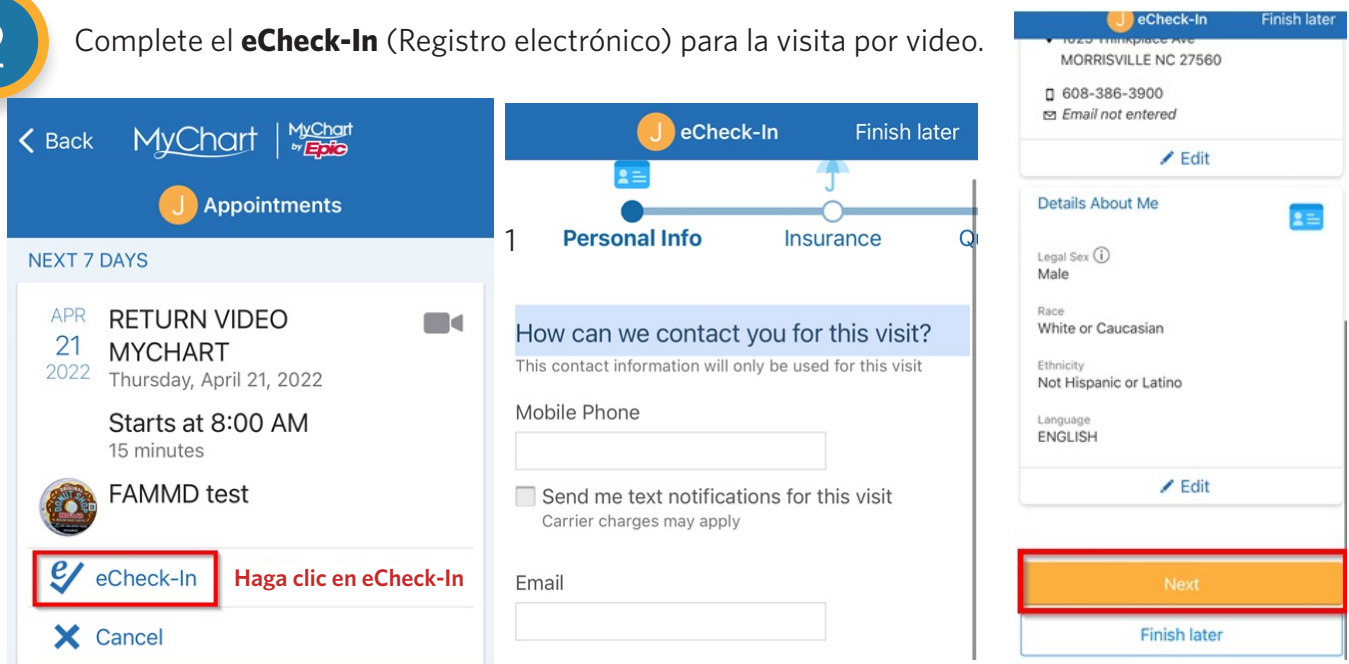 2
Complete el eCheck-In (Registro electrónico) para la visita por video.
Back
MyChart
MyChart
by Epic
J Appointments
NEXT 7 DAYS
APR
21
2022
RETURN VIDEO
MYCHART
Thursday, April 21, 2022
Starts at 8:00 AM
15 minutes
FAMMD test
eCheck-In
Haga clic en eCheck-In
Cancel
J eCheck-In
Finish later
1
Personal Info
Insurance
How can we contact you for this visit?
This contact information will only be used for this visit
Mobile Phone
Send me text notifications for this visit
Carrier charges may apply
Email
J eCheck-In
Finish later
1025 Thinkplace Ave
MORRISVILLE NC 27560
608-386-3900
Email not entered
Edit
Details About Me
Legal Sex
Male
Race
White or Caucasian
Ethnicity
Not Hispanic or Latino
Language
ENGLISH
Edit
Next
Finish later